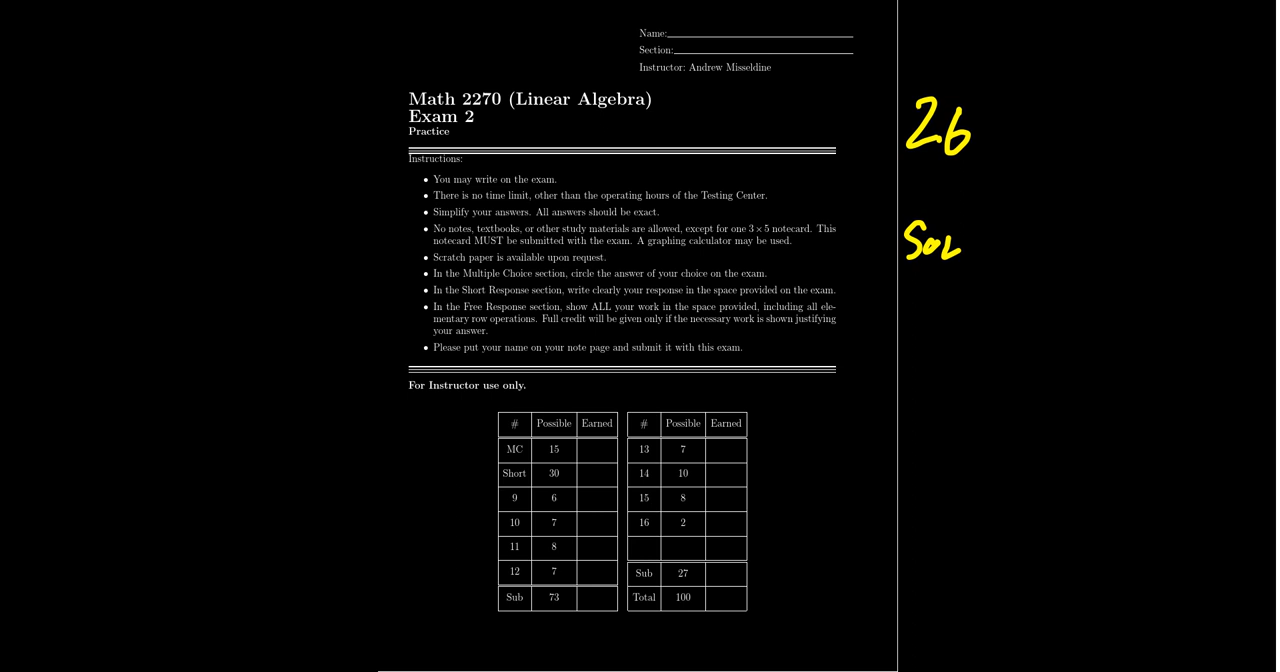 Name:
Section:
Instructor: Andrew Misseldine
Math 2270 (Linear Algebra)
Exam 2
Practice
Instructions:
• You may write on the exam.
• There is no time limit, other than the operating hours of the Testing Center.
• Simplify your answers. All answers should be exact.
• No notes, textbooks, or other study materials are allowed, except for one 3 × 5 notecard. This
notecard MUST be submitted with the exam. A graphing calculator may be used.
• Scratch paper is available upon request.
• In the Multiple Choice section, circle the answer of your choice on the exam.
• In the Short Response section, write clearly your response in the space provided on the exam.
• In the Free Response section, show ALL your work in the space provided, including all ele-
mentary row operations. Full credit will be given only if the necessary work is shown justifying
your answer.
• Please put your name on your note page and submit it with this exam.
For Instructor use only.
# Possible Earned
MC 15
Short 30
9 6
10 7
11 8
12 7
Sub 73
# Possible Earned
13 7
14 10
15 8
16 2
Sub 27
Total 100
26
SOL